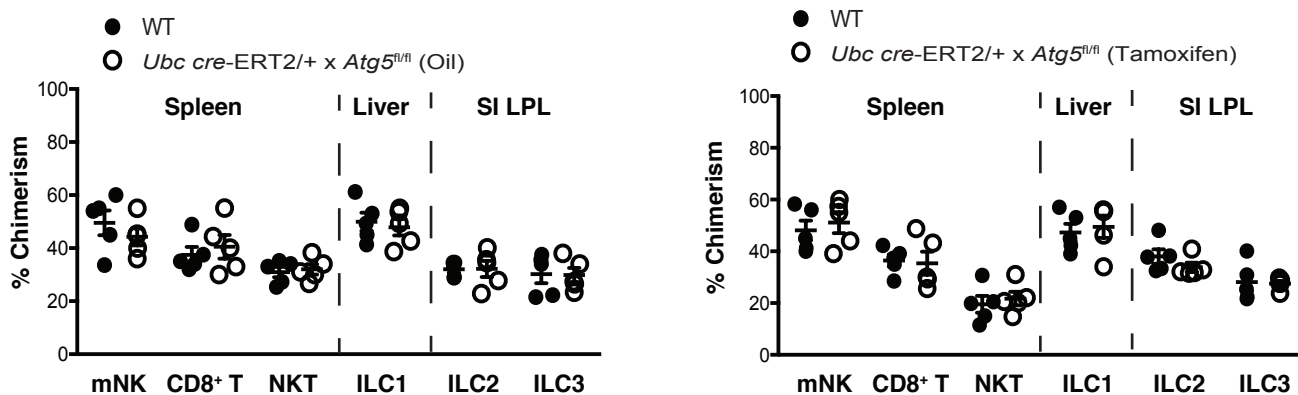 WT
Ubc cre-ERT2/+ x Atg5fl/fl (Oil)
% Chimerism
100
80
60
40
20
0
Spleen
Liver
SI LPL
mNK
CD8+ T
NKT
ILC1
ILC2
ILC3
WT
Ubc cre-ERT2/+ x Atg5fl/fl (Tamoxifen)
% Chimerism
100
80
60
40
20
0
Spleen
Liver
SI LPL
mNK
CD8+ T
NKT
ILC1
ILC2
ILC3